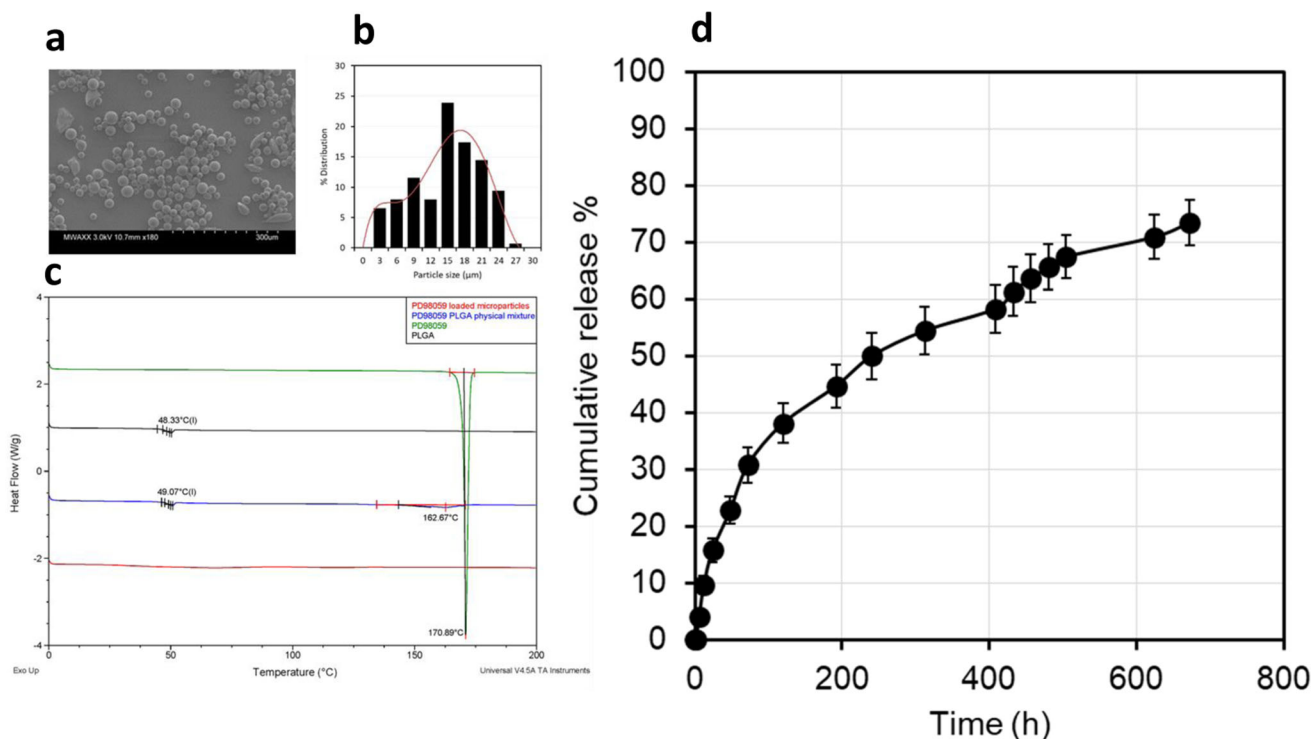 a
MWAXX 3.0kV 10.7mm x180 300um
b
% Distribution
30
25
20
15
10
5
0
0 3 6 9 12 15 18 21 24 27 30
Particle size (µm)
c
Heat Flow (W/g)
4
2
0
-2
-4
PD98059 loaded microparticles
PD98059 PLGA physical mixture
PD98059
PLGA
48.33°C(I)
49.07°C(I)
162.67°C
170.89°C
0 50 100 150 200
Exo Up Temperature (°C) Universal V4.5A TA Instruments
d
Cumulative release %
100
90
80
70
60
50
40
30
20
10
0
0 200 400 600 800
Time (h)